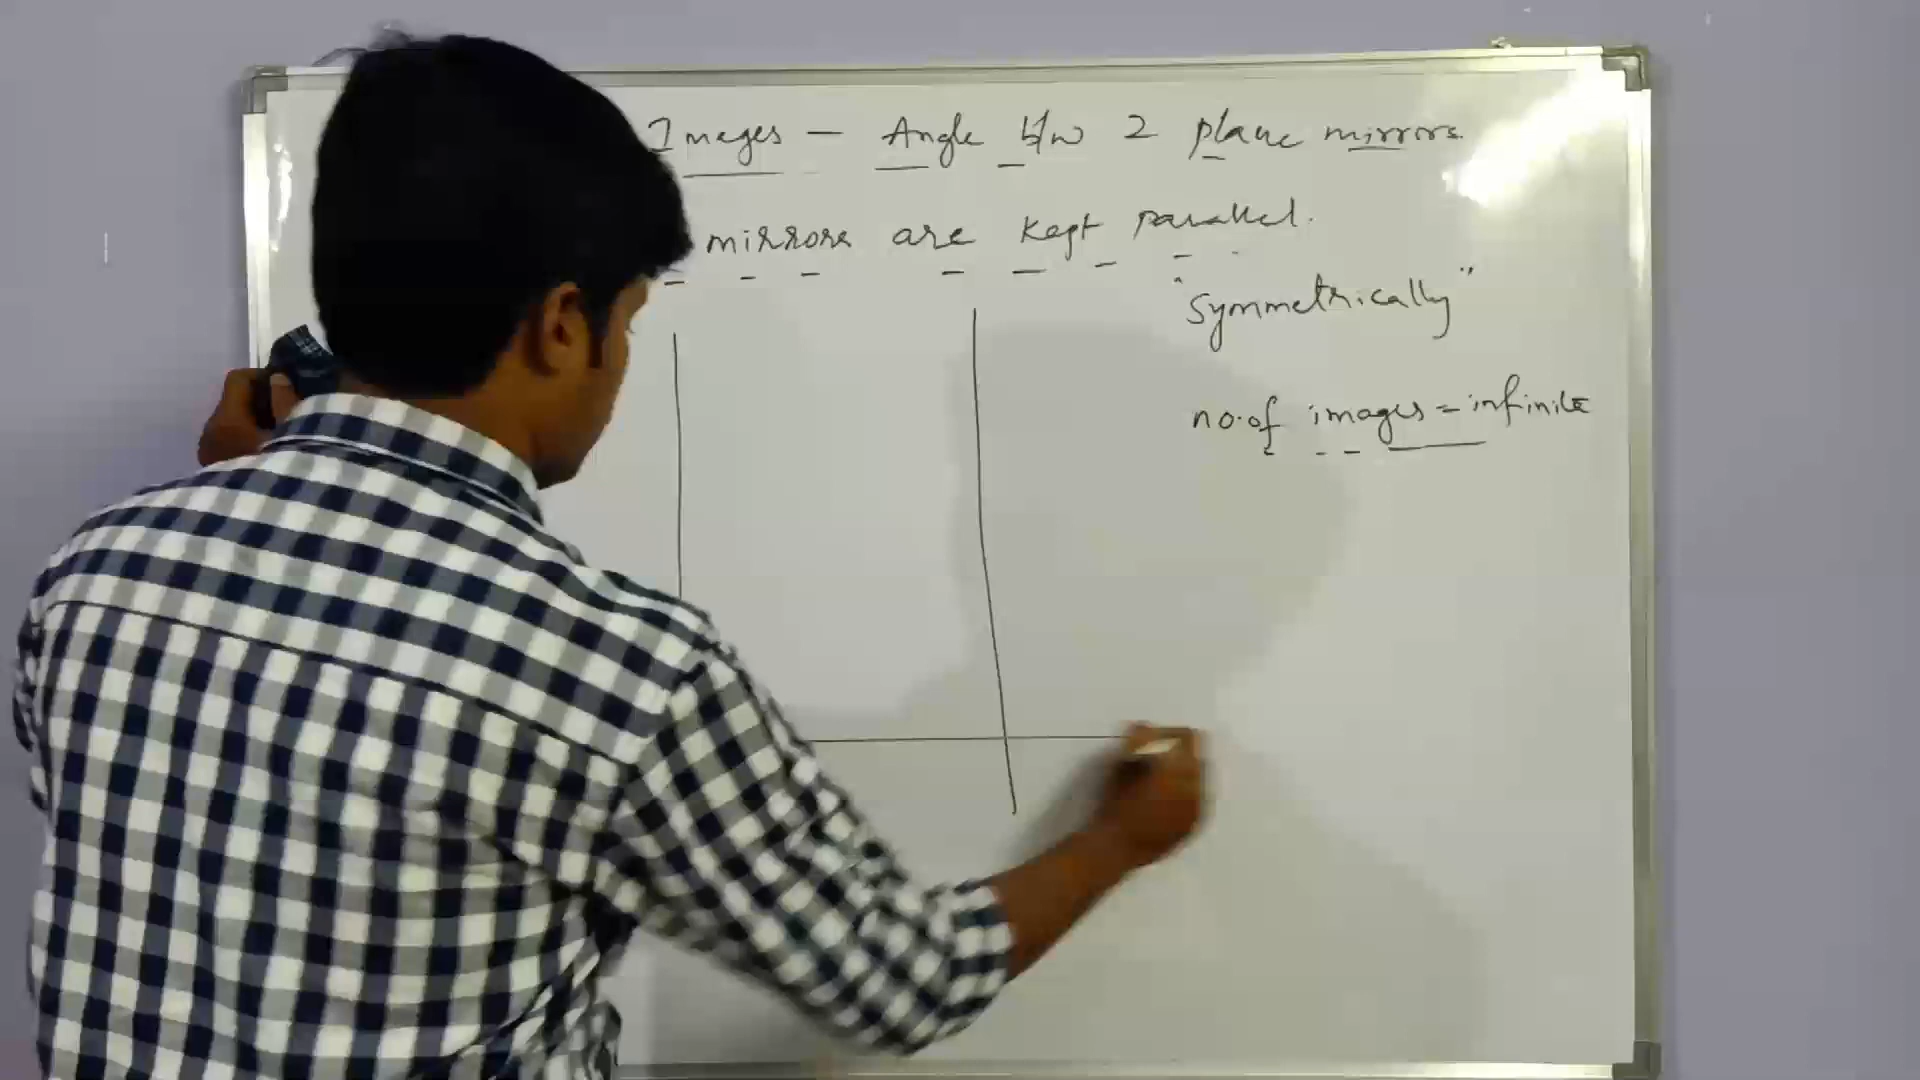 Images - Angle b/w 2 plane mirrors.
mirrors are kept parallel.
"Symmetrically"
no.of images = infinite